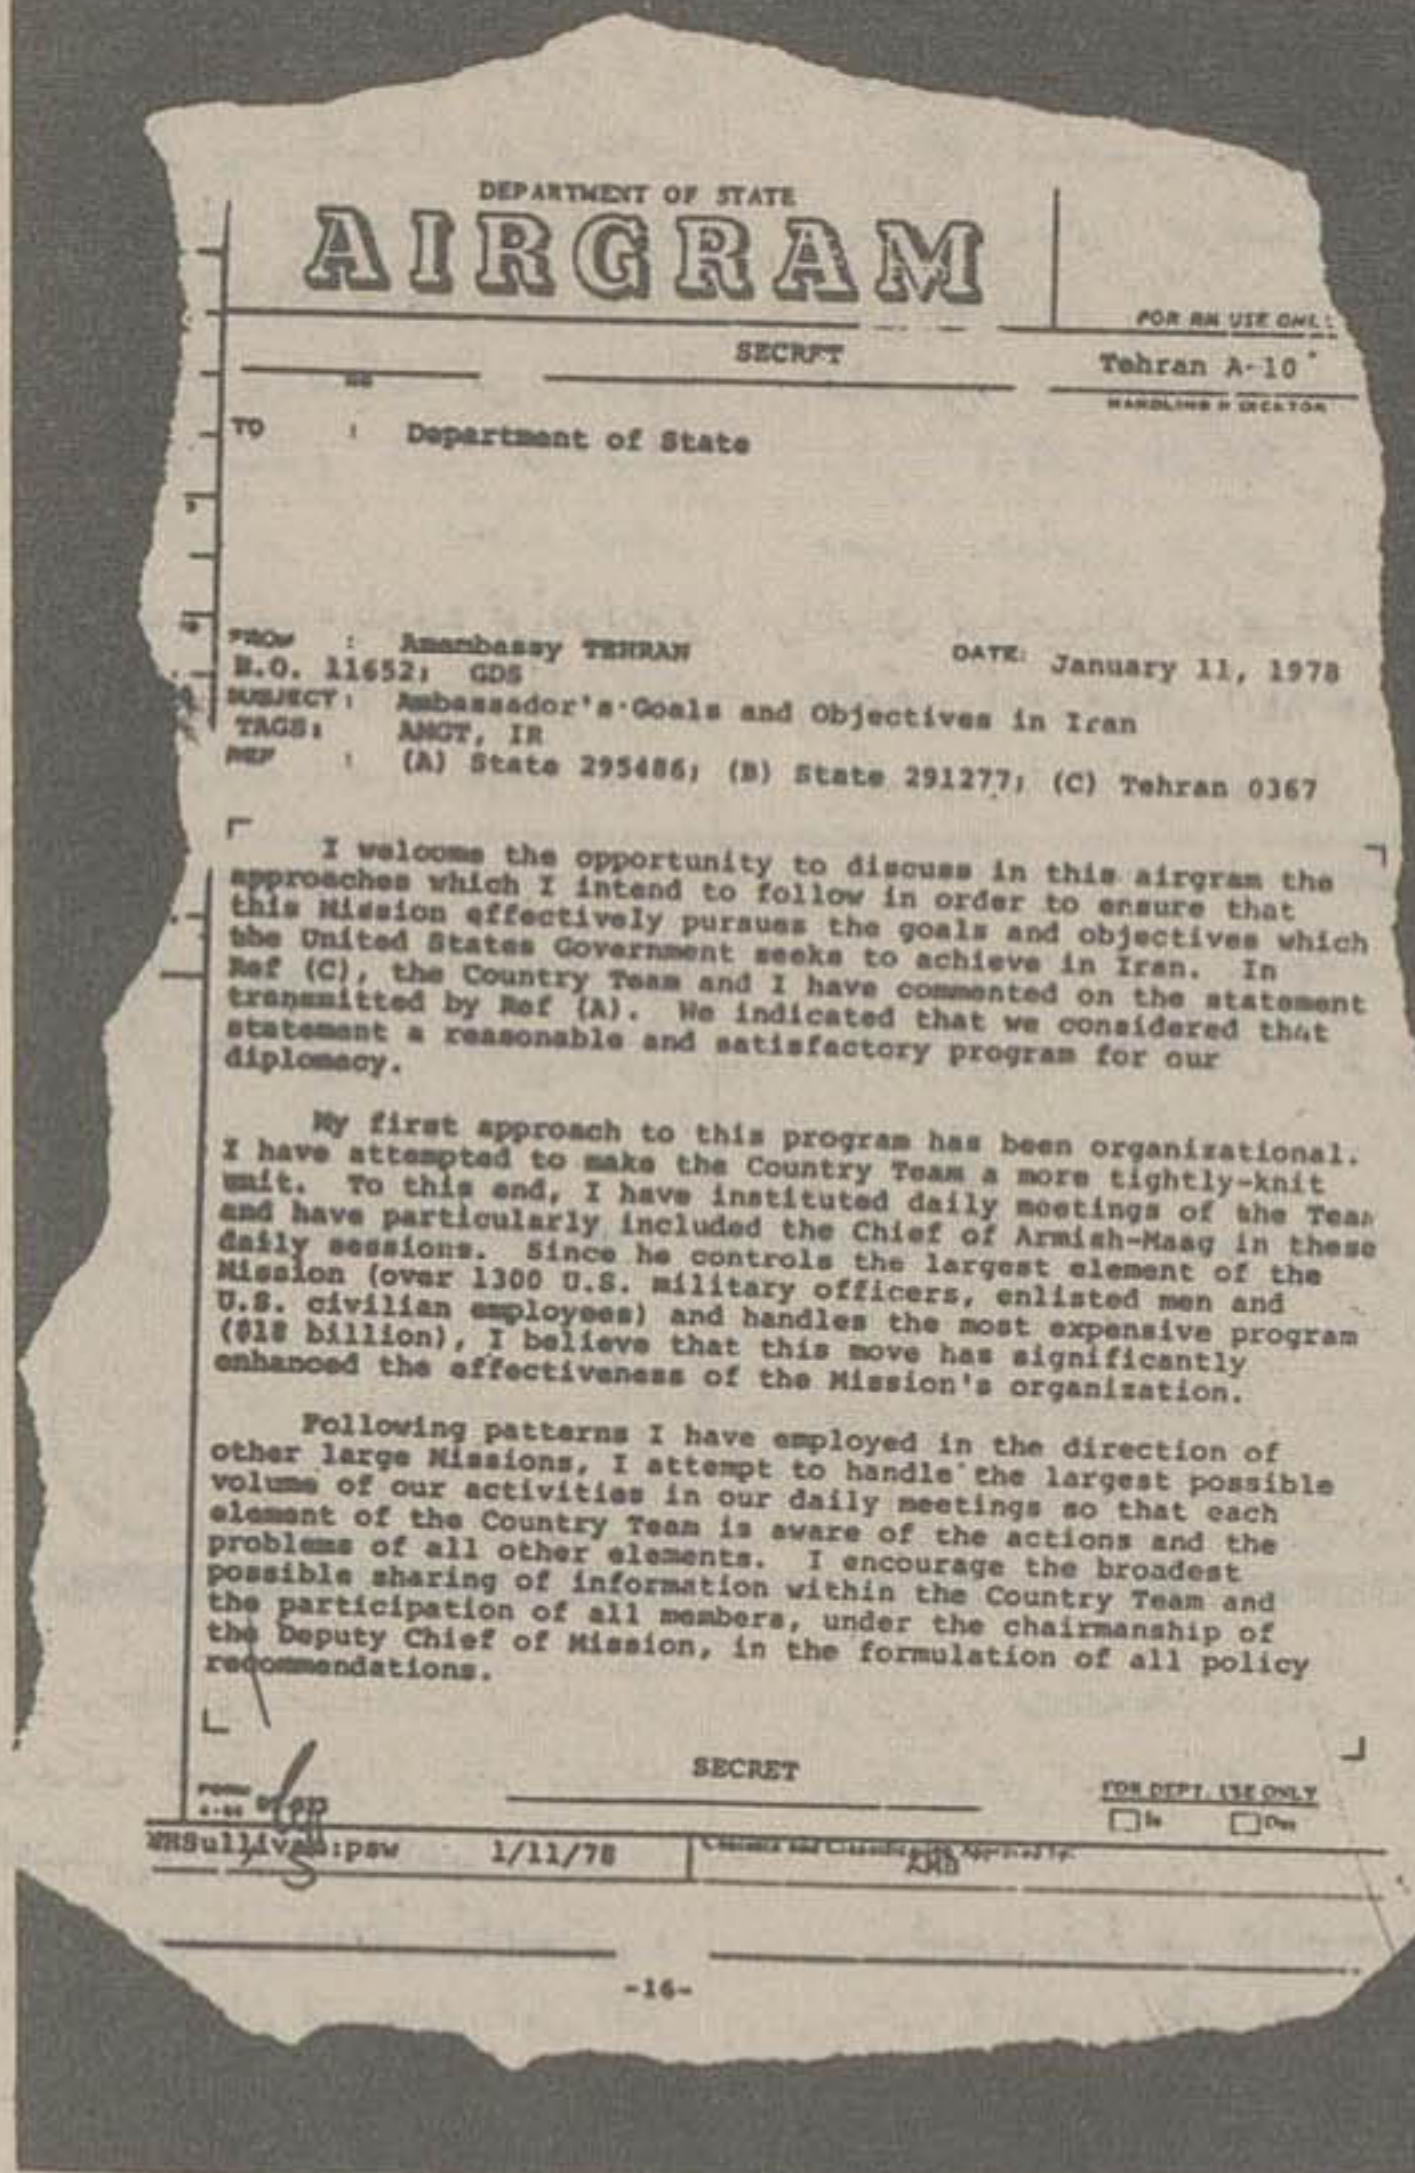 DEPARTMENT OF STATE
AIRGRAM
FOR RM USE ONL
SECRET
Tehran A-10
HANDLING
TO : Department of State
FROM : Amembassy TEHRAN DATE: January 11, 1978
E.O. 11652; GDS
SUBJECT: Ambassador's Goals and Objectives in Iran
TAGS: AMGT, IR
REF : (A) State 295486; (B) State 291277; (C) Tehran 0367
I welcome the opportunity to discuss in this airgram the
approaches which I intend to follow in order to ensure that
this Mission effectively pursues the goals and objectives which
the United States Government seeks to achieve in Iran. In
Ref (C), the Country Team and I have commented on the statement
transmitted by Ref (A). We indicated that we considered that
statement a reasonable and satisfactory program for our
diplomacy.
My first approach to this program has been organizational.
I have attempted to make the Country Team a more tightly-knit
unit. To this end, I have instituted daily meetings of the Team
and have particularly included the Chief of Armish-Maag in these
daily sessions. Since he controls the largest element of the
Mission (over 1300 U.S. military officers, enlisted men and
U.S. civilian employees) and handles the most expensive program
($18 billion), I believe that this move has significantly
enhanced the effectiveness of the Mission's organization.
Following patterns I have employed in the direction of
other large Missions, I attempt to handle the largest possible
volume of our activities in our daily meetings so that each
element of the Country Team is aware of the actions and the
problems of all other elements. I encourage the broadest
possible sharing of information within the Country Team and
the participation of all members, under the chairmanship of
the Deputy Chief of Mission, in the formulation of all policy
recommendations.
SECRET
FORM
FOR DEPT. USE ONLY
In
WHSullivan:psw 1/11/78
AMB
-16-